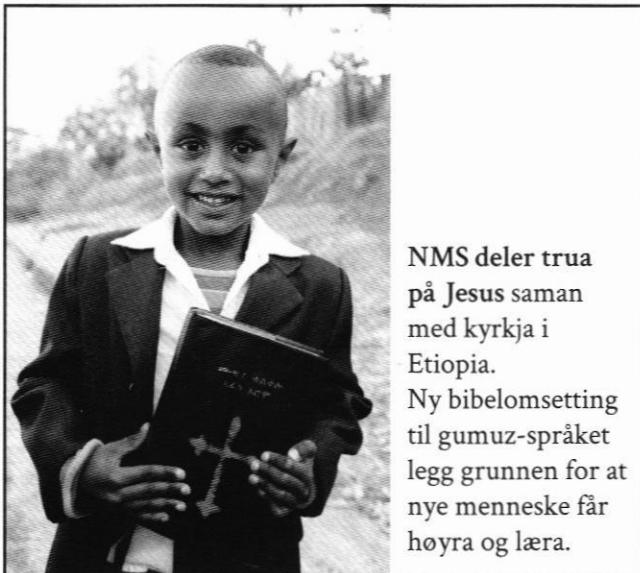 NMS deler trua
på Jesus saman
med kyrkja i
Etiopia.
Ny bibelomsetting
til gumuz-språket
legg grunnen for at
nye menneske får
høyra og læra.